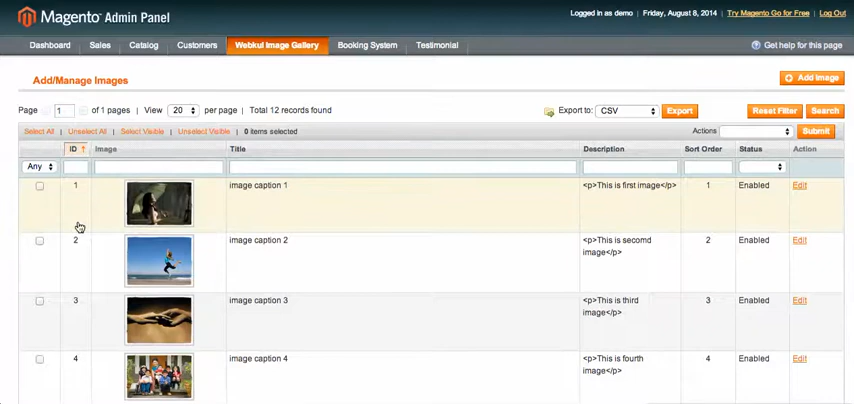 Magento Admin Panel
Logged in as demo | Friday, August 8, 2014 | Try Magento Go for Free | Log Out
Dashboard Sales Catalog Customers Webkul Image Gallery Booking System Testimonial Get help for this page
Add/Manage Images Add Image
Page 1 of 1 pages | View 20 per page | Total 12 records found Export to: CSV Export Reset Filter Search
Select All | Unselect All | Select Visible | Unselect Visible | 0 items selected Actions Submit
ID Image Title Description Sort Order Status Action
Any
1 image caption 1 <p>This is first image</p> 1 Enabled Edit
2 image caption 2 <p>This is secomd 2 Enabled Edit
image</p>
3 image caption 3 <p>This is third 3 Enabled Edit
image</p>
4 image caption 4 <p>This is fourth 4 Enabled Edit
image</p>